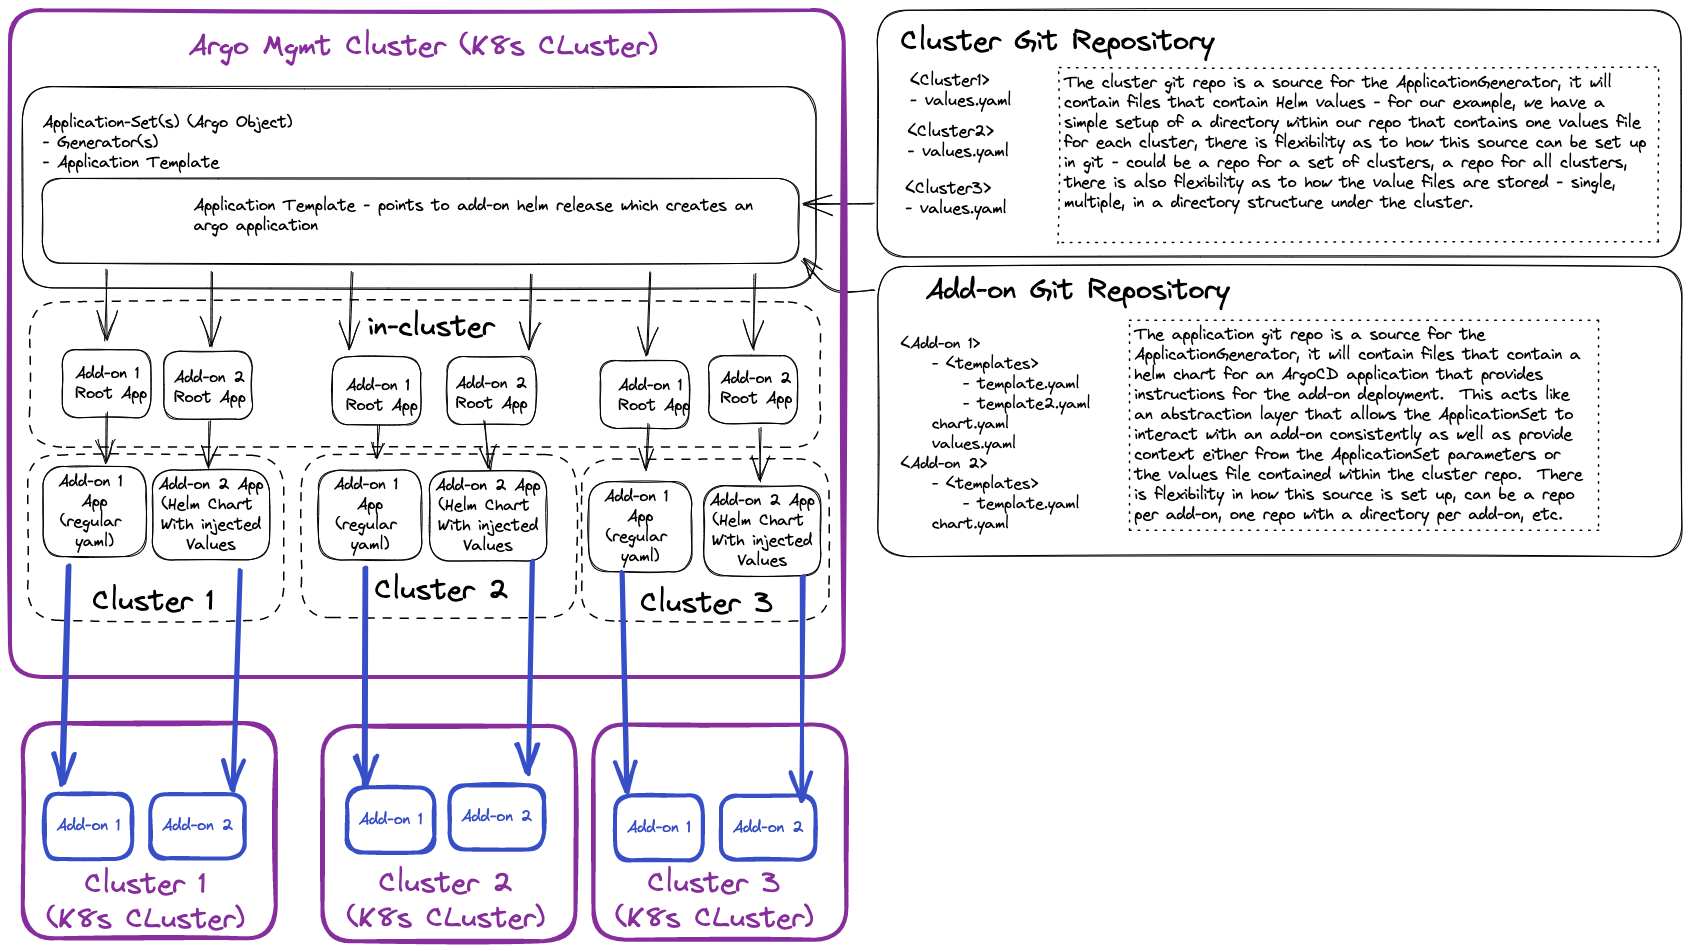 Argo Mgmt Cluster (K8s CLuster)
Application-Set(s) (Argo Object)
- Generator(s)
- Application Template
Application Template - points to add-on helm release which creates an
argo application
in-cluster
Add-on 1
Root App
Add-on 2
Root App
Add-on 1
Root App
Add-on 2
Root App
Add-on 1
Root App
Add-on 2
Root App
Add-on 1
App
(regular
yaml)
Add-on 2 App
(Helm Chart
With injected
Values
Cluster 1
Add-on 1
App
(regular
yaml)
Add-on 2 App
(Helm Chart
With injected
Values
Cluster 2
Add-on 1
App
(regular
yaml)
Add-on 2 App
(Helm Chart
With injected
Values
Cluster 3
Add-on 1
Add-on 2
Cluster 1
(K8s CLuster)
Add-on 1
Add-on 2
Cluster 2
(K8s CLuster)
Add-on 1
Add-on 2
Cluster 3
(K8s CLuster)
Cluster Git Repository
<Cluster1>
- values.yaml
<Cluster2>
- values.yaml
<Cluster3>
- values.yaml
The cluster git repo is a source for the ApplicationGenerator, it will
contain files that contain Helm values - for our example, we have a
simple setup of a directory within our repo that contains one values file
for each cluster, there is flexibility as to how this source can be set up
in git - could be a repo for a set of clusters, a repo for all clusters,
there is also flexibility as to how the value files are stored - single,
multiple, in a directory structure under the cluster.
Add-on Git Repository
<Add-on 1>
- <templates>
- template.yaml
- template2.yaml
chart.yaml
values.yaml
<Add-on 2>
- <templates>
- template.yaml
chart.yaml
The application git repo is a source for the
ApplicationGenerator, it will contain files that contain a
helm chart for an ArgoCD application that provides
instructions for the add-on deployment. This acts like
an abstraction layer that allows the ApplicationSet to
interact with an add-on consistently as well as provide
context either from the ApplicationSet parameters or
the values file contained within the cluster repo. There
is flexibility in how this source is set up, can be a repo
per add-on, one repo with a directory per add-on, etc.